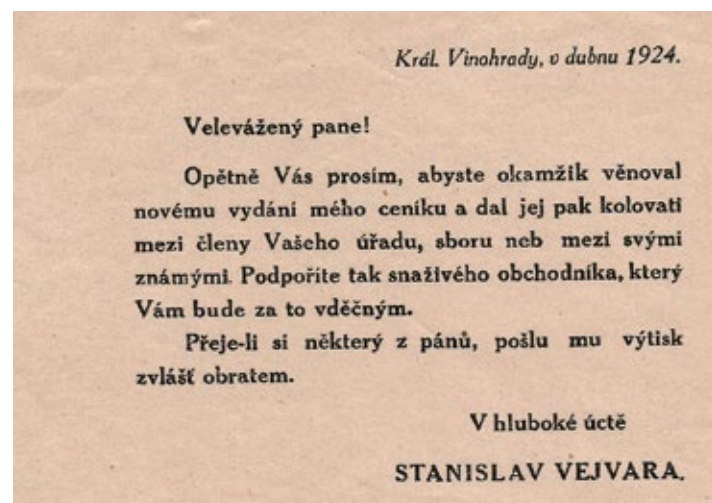 Král. Vinohrady, v dubnu 1924.
Velevážený pane!
Opětně Vás prosím, abyste okamžik věnoval
novému vydání mého ceníku a dal jej pak kolovati
mezi členy Vašeho úřadu, sboru neb mezi svými
známými. Podpoříte tak snaživého obchodníka, který
Vám bude za to vděčným.
Přeje-li si některý z pánů, pošlu mu výtisk
zvlášť obratem.
V hluboké úctě
STANISLAV VEJVARA.